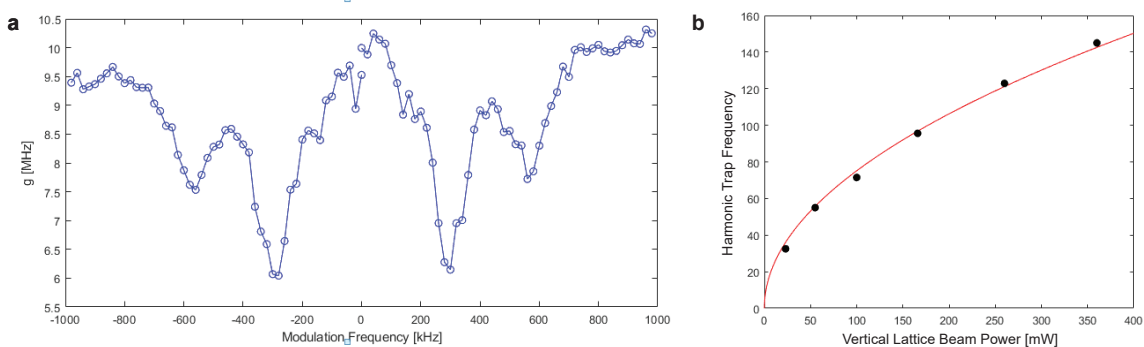 a
10.5
10
9.5
9
8.5
8
7.5
7
6.5
6
5.5
g [MHz]
-1000 -800 -600 -400 -200 0 200 400 600 800 1000
Modulation Frequency [kHz]
b
160
140
120
100
80
60
40
20
0
Harmonic Trap Frequency
0 50 100 150 200 250 300 350 400
Vertical Lattice Beam Power [mW]